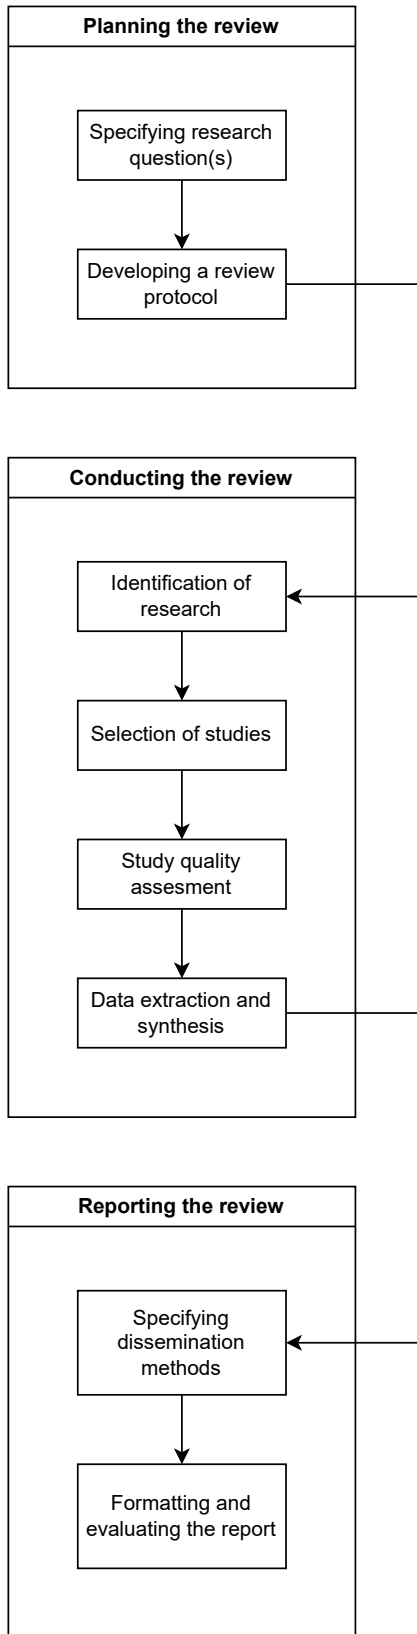 Planning the review
Specifying research
question(s)
Developing a review
protocol
Conducting the review
Identification of
research
Selection of studies
Study quality
assesment
Data extraction and
synthesis
Reporting the review
Specifying
dissemination
methods
Formatting and
evaluating the report